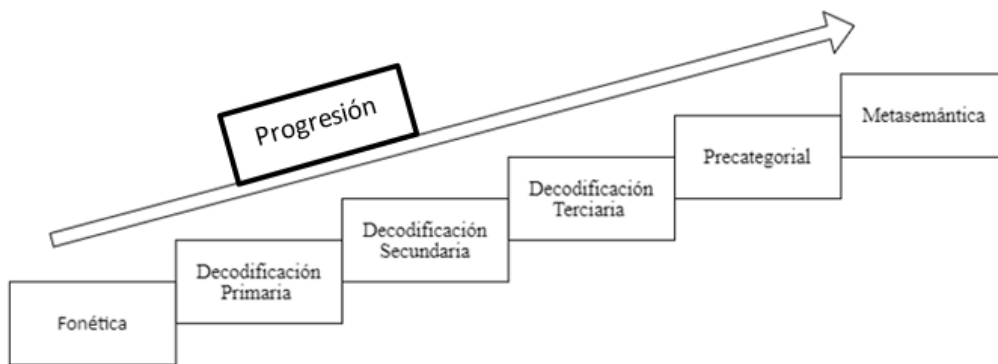 Progresión
Metasemántica
Precategorial
Decodificación
Terciaria
Decodificación
Secundaria
Decodificación
Primaria
Fonética